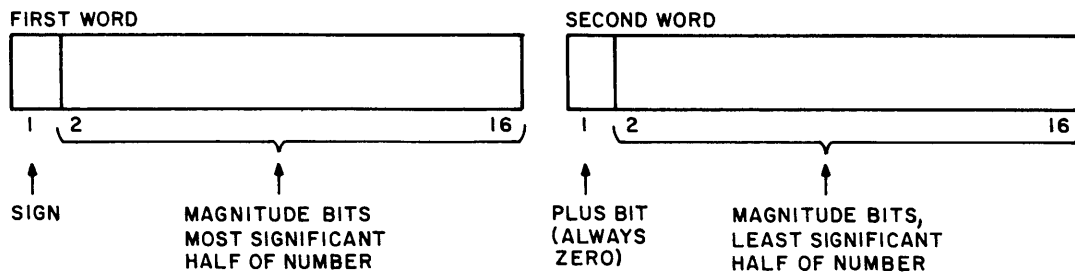 FIRST WORD
SECOND WORD
1 2 16
1 2 16
SIGN
MAGNITUDE BITS
MOST SIGNIFICANT
HALF OF NUMBER
PLUS BIT
(ALWAYS
ZERO)
MAGNITUDE BITS,
LEAST SIGNIFICANT
HALF OF NUMBER